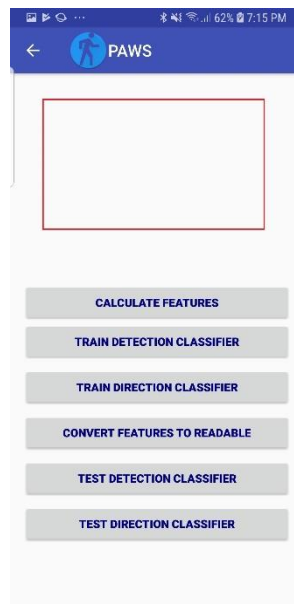 62% 7:15 PM
PAWS
CALCULATE FEATURES
TRAIN DETECTION CLASSIFIER
TRAIN DIRECTION CLASSIFIER
CONVERT FEATURES TO READABLE
TEST DETECTION CLASSIFIER
TEST DIRECTION CLASSIFIER